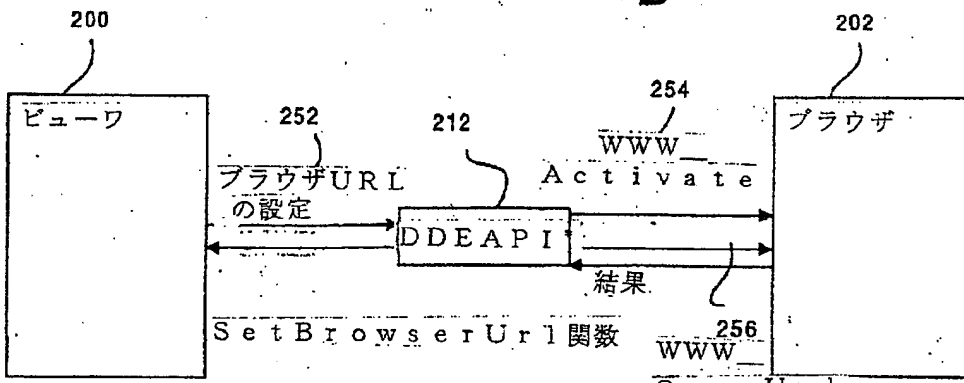 200
202
ビューワ
252
212
254
ブラウザ
WWW_
Activate
ブラウザURL
の設定
DDEAPI
結果
SetBrowserUrl関数
256
WWW_